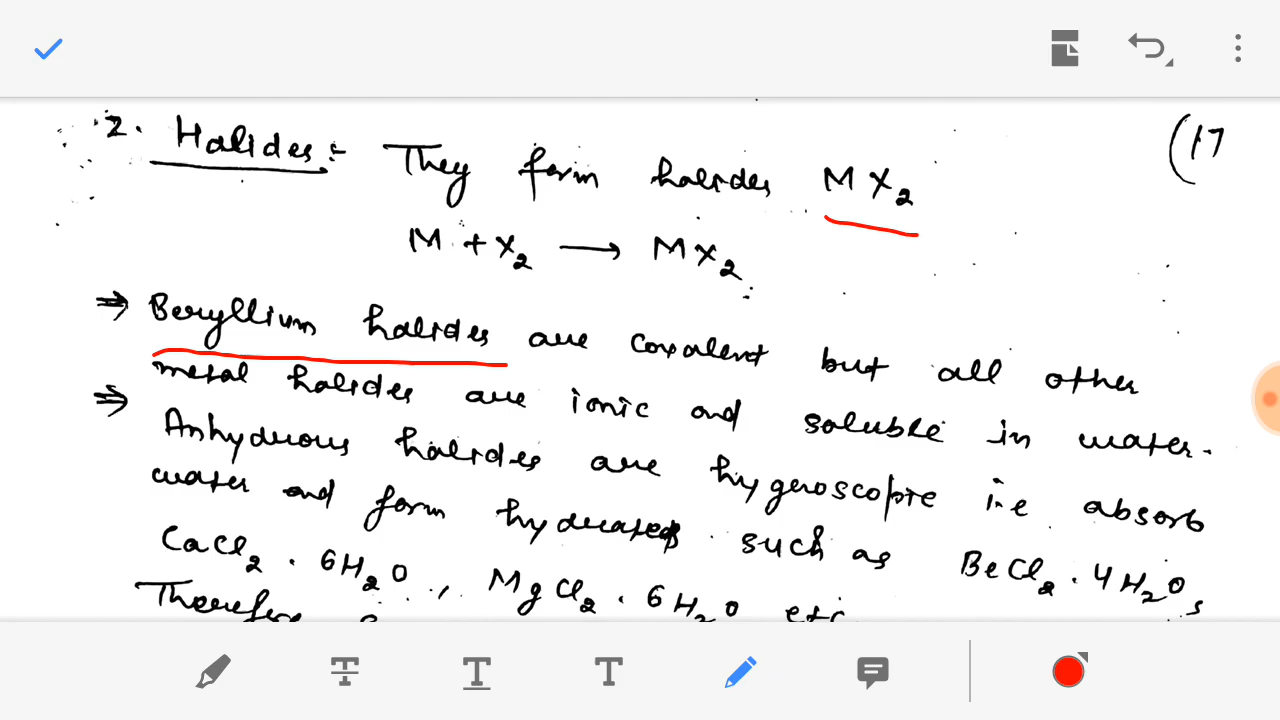 (17
2. Halides:- They form halides MX₂
M + X₂ ⟶ MX₂
⇒ Beryllium halides are covalent but all other
metal halides are ionic and soluble in water.
⇒ Anhydrous halides are hygroscopic i.e absorb
water and form hydrates such as BeCl₂.4H₂O,
CaCl₂.6H₂O, MgCl₂.6H₂O etc
Therefore
T T T